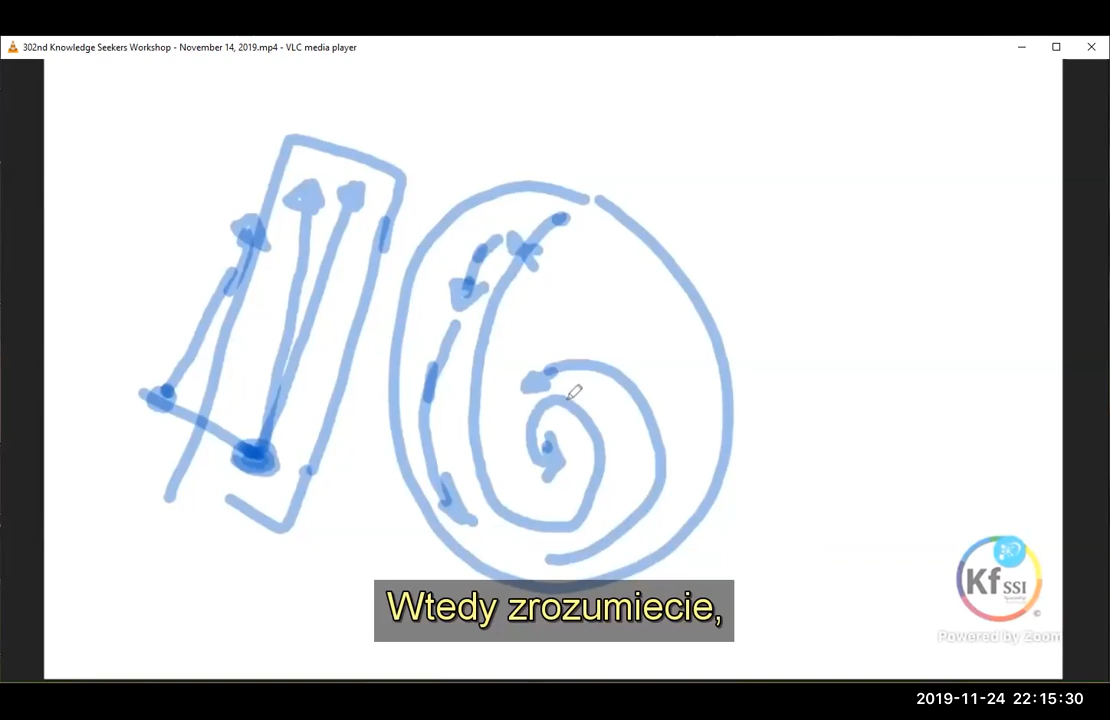 302nd Knowledge Seekers Workshop - November 14, 2019.mp4 - VLC media player
Kf SSI
©
Powered by Zoom
Wtedy zrozumiecie,
2019-11-24 22:15:30